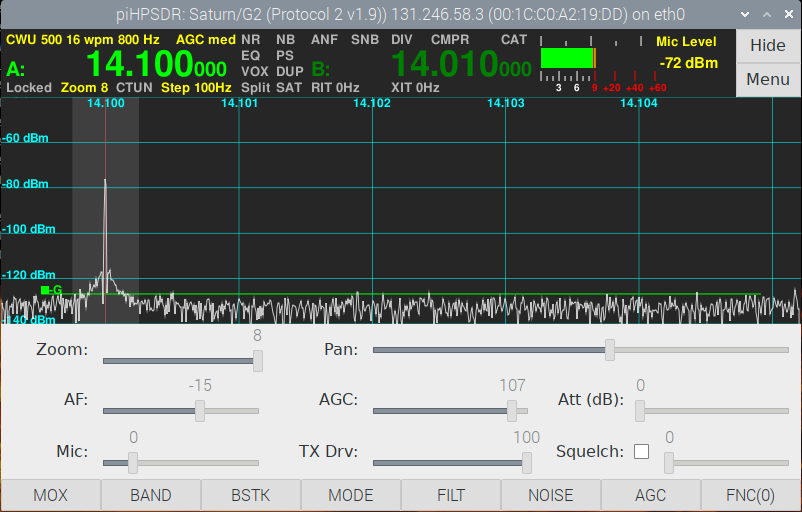 piHPSDR: Saturn/G2 (Protocol 2 v1.9)) 131.246.58.3 (00:1C:C0:A2:19:DD) on eth0
CWU 500 16 wpm 800 Hz AGC med NR NB ANF SNB DIV CMPR CAT Mic Level Hide
A: 14.100000 EQ PS B: 14.010000 -72 dBm
VOX DUP Menu
Locked Zoom 8 CTUN Step 100Hz Split SAT RIT 0Hz XIT 0Hz 3 6 9 +20 +40 +60
14.100 14.101 14.102 14.103 14.104
-60 dBm
-80 dBm
-100 dBm
-120 dBm
-G
-140 dBm
Zoom: 8 Pan:
AF: -15 AGC: 107 Att (dB): 0
Mic: 0 TX Drv: 100 Squelch: 0
MOX BAND BSTK MODE FILT NOISE AGC FNC(0)